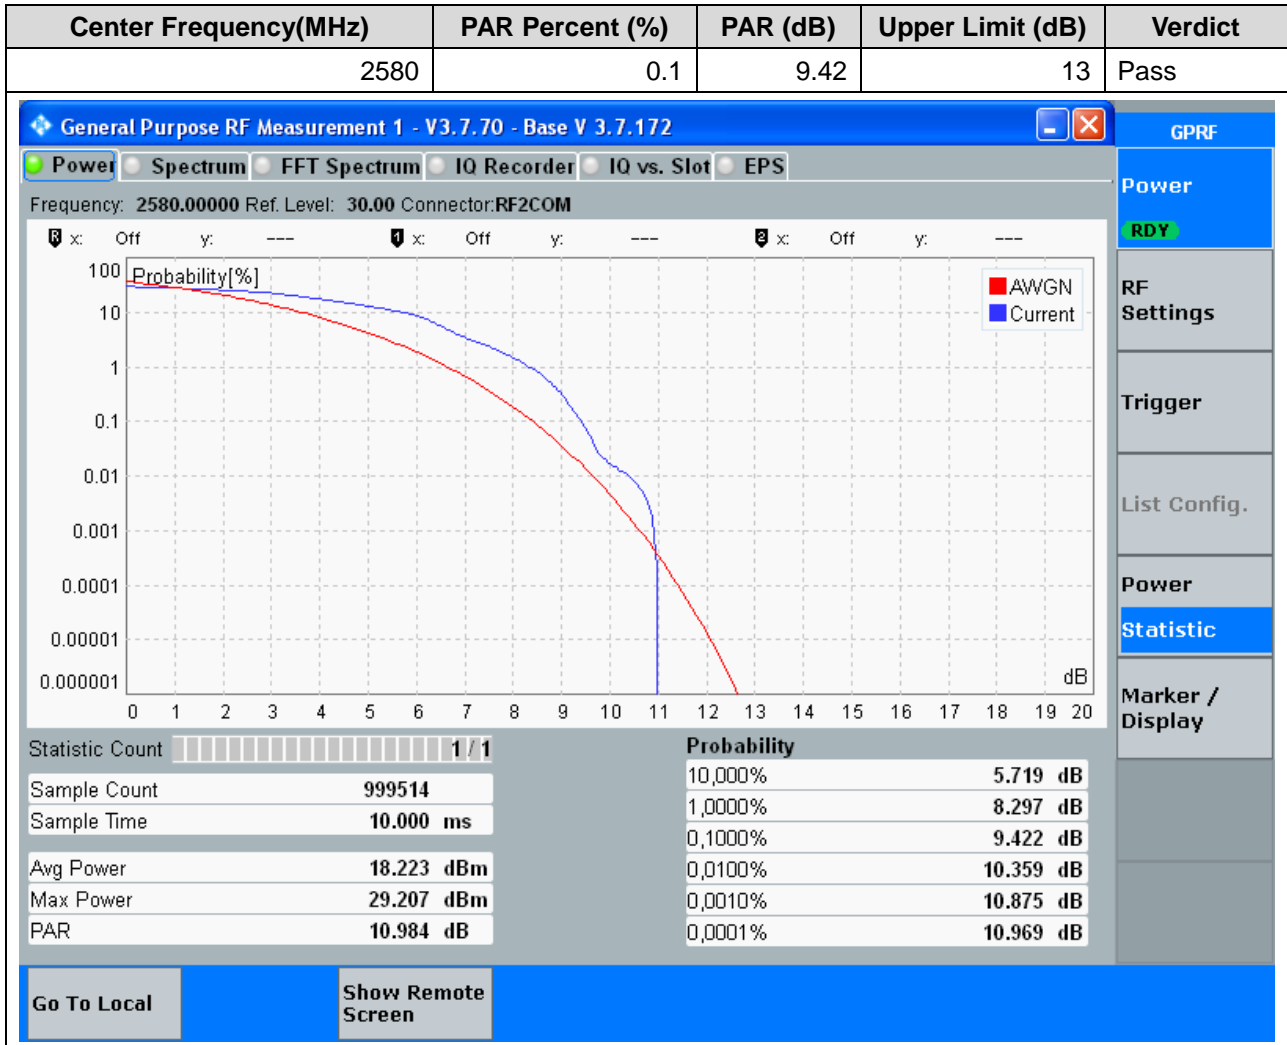 Center Frequency(MHz) PAR Percent (%) PAR (dB) Upper Limit (dB) Verdict
2580 0.1 9.42 13 Pass
General Purpose RF Measurement 1 - V3.7.70 - Base V 3.7.172
GPRF
Power Spectrum FFT Spectrum IQ Recorder IQ vs. Slot EPS
Power
RDY
Frequency: 2580.00000 Ref. Level: 30.00 Connector:RF2COM
R x: Off y: --- 1 x: Off y: --- 2 x: Off y: ---
Probability[%]
AWGN
Current
100
10
1
0.1
0.01
0.001
0.0001
0.00001
0.000001
dB
0 1 2 3 4 5 6 7 8 9 10 11 12 13 14 15 16 17 18 19 20
RF
Settings
Trigger
List Config.
Power
Statistic
Marker /
Display
Statistic Count 1 / 1
Sample Count 999514
Sample Time 10.000 ms
Avg Power 18.223 dBm
Max Power 29.207 dBm
PAR 10.984 dB
Probability
10,000% 5.719 dB
1,0000% 8.297 dB
0,1000% 9.422 dB
0,0100% 10.359 dB
0,0010% 10.875 dB
0,0001% 10.969 dB
Go To Local
Show Remote
Screen